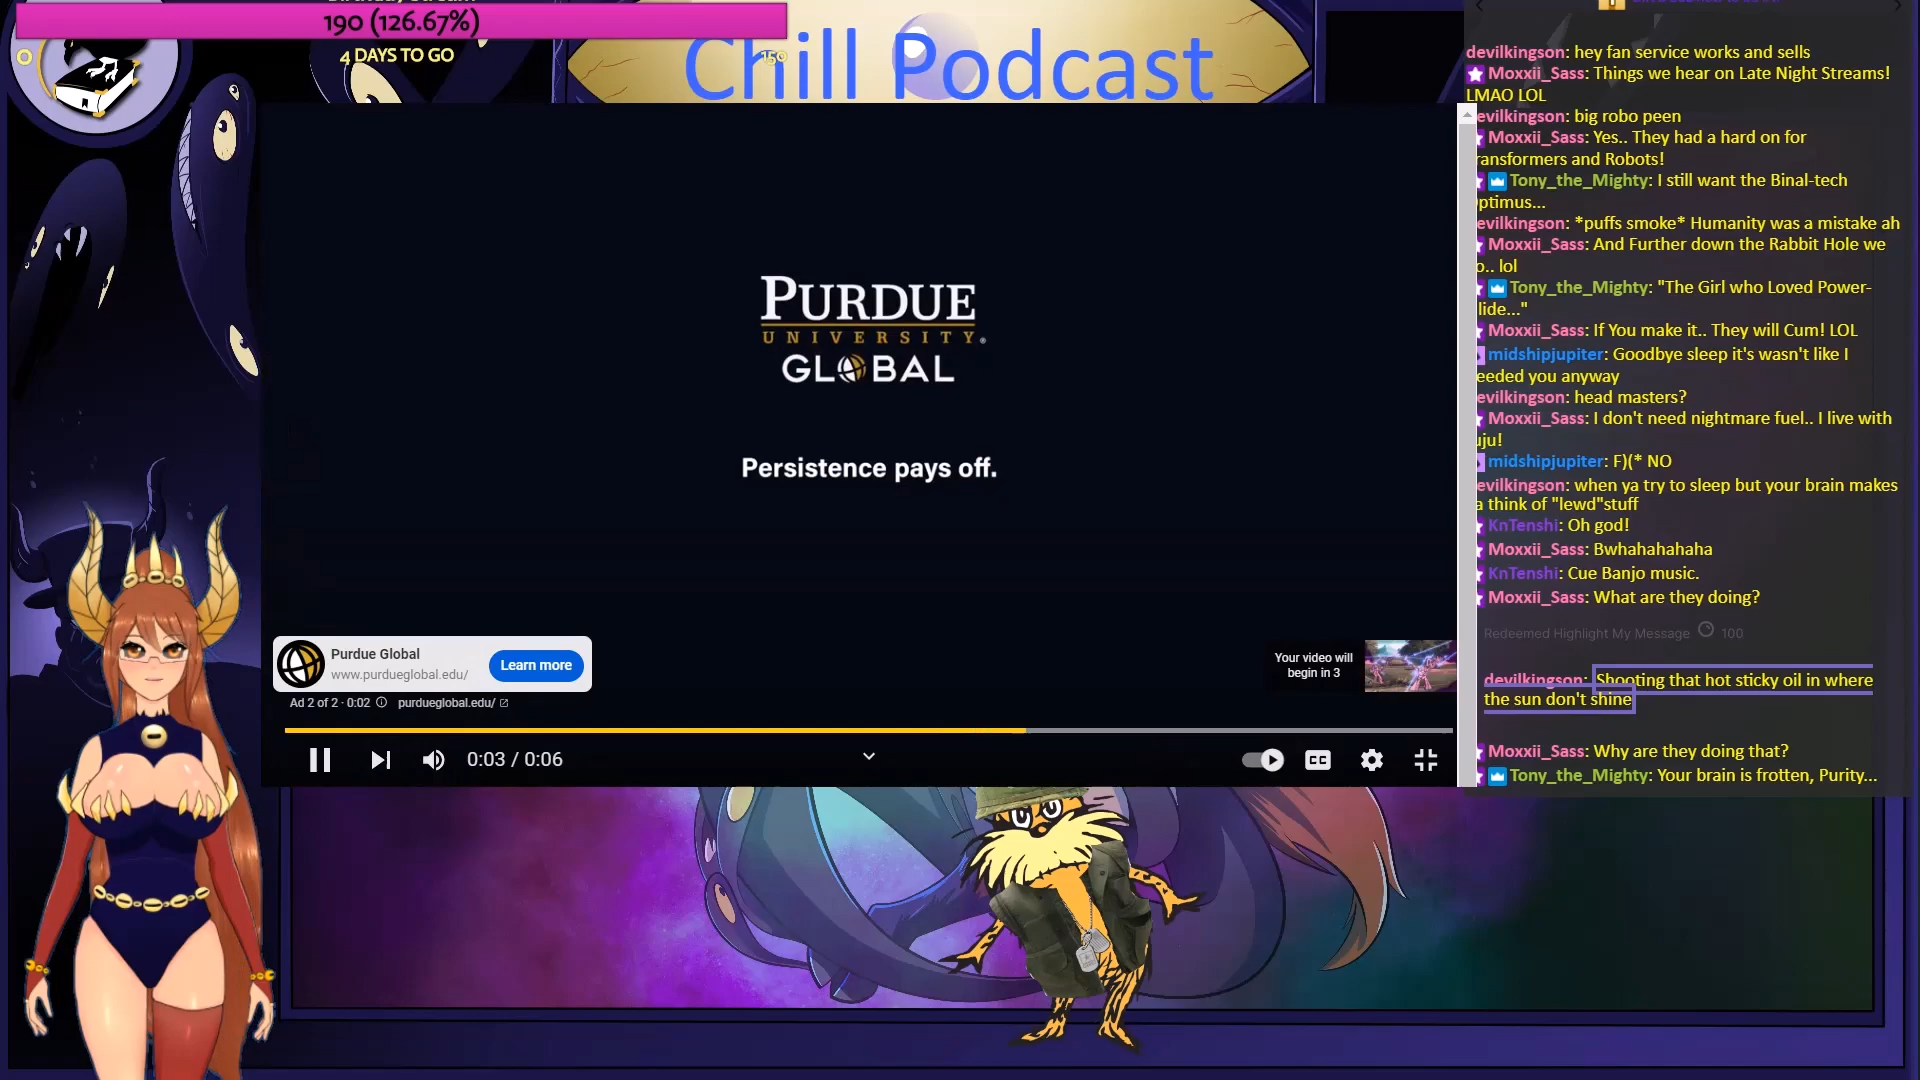 Birthday Stream
190 (126.67%)
0
150
4 DAYS TO GO
Chill Podcast
PURDUE
UNIVERSITY®
GLOBAL
Persistence pays off.
Purdue Global
www.purdueglobal.edu/
Learn more
Your video will
begin in 3
Ad 2 of 2 · 0:02
purdueglobal.edu/
0:03 / 0:06
CC
devilkingson: hey fan service works and sells
Moxxii_Sass: Things we hear on Late Night Streams!
LMAO LOL
evilkingson: big robo peen
Moxxii_Sass: Yes.. They had a hard on for
ransformers and Robots!
Tony_the_Mighty: I still want the Binal-tech
ptimus...
evilkingson: *puffs smoke* Humanity was a mistake ah
Moxxii_Sass: And Further down the Rabbit Hole we
o.. lol
Tony_the_Mighty: "The Girl who Loved Power-
lide..."
Moxxii_Sass: If You make it.. They will Cum! LOL
midshipjupiter: Goodbye sleep it's wasn't like I
eeded you anyway
evilkingson: head masters?
Moxxii_Sass: I don't need nightmare fuel.. I live with
uju!
midshipjupiter: F)(* NO
evilkingson: when ya try to sleep but your brain makes
a think of "lewd"stuff
KnTenshi: Oh god!
Moxxii_Sass: Bwhahahahaha
KnTenshi: Cue Banjo music.
Moxxii_Sass: What are they doing?
Redeemed Highlight My Message 100
devilkingson: Shooting that hot sticky oil in where
the sun don't shine
Moxxii_Sass: Why are they doing that?
Tony_the_Mighty: Your brain is frotten, Purity...